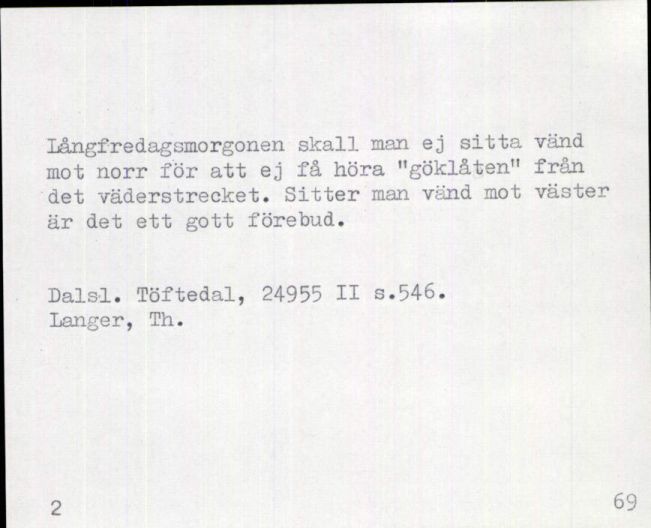 Långfredagsmorgonen skall man ej sitta vänd
mot norr för att ej få höra "göklåten" från
det väderstrecket. Sitter man vänd mot väster
är det ett gott förebud.
Dalsl. Töftedal, 24955 II s.546.
Langer, Th.
2
69